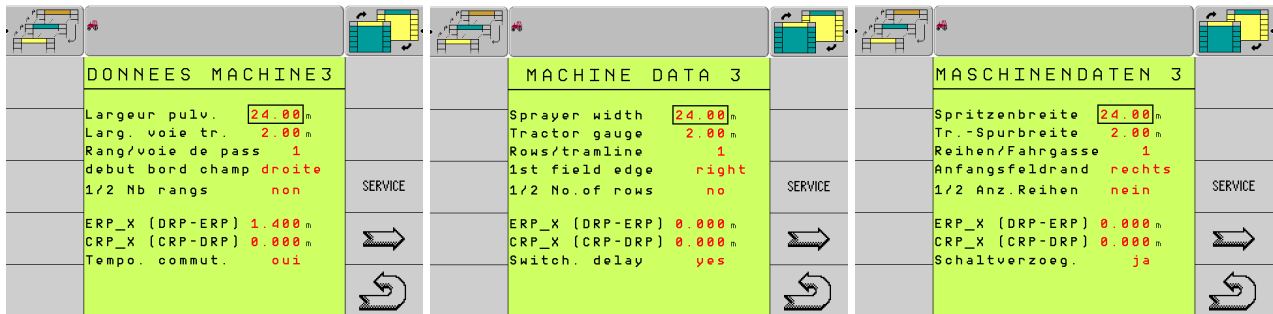 DONNEES MACHINE3
Largeur pulv. 24.00 m
Larg. voie tr. 2.00 m
Rang/voie de pass 1
debut bord champ droite
1/2 Nb rangs non
ERP_X (DRP-ERP) 1.400 m
CRP_X (CRP-DRP) 0.000 m
Tempo. commut. oui
SERVICE
MACHINE DATA 3
Sprayer width 24.00 m
Tractor gauge 2.00 m
Rows/tramline 1
1st field edge right
1/2 No.of rows no
ERP_X (DRP-ERP) 0.000 m
CRP_X (CRP-DRP) 0.000 m
Switch. delay yes
SERVICE
MASCHINENDATEN 3
Spritzenbreite 24.00 m
Tr.-Spurbreite 2.00 m
Reihen/Fahrgasse 1
Anfangsfeldrand rechts
1/2 Anz.Reihen nein
ERP_X (DRP-ERP) 0.000 m
CRP_X (CRP-DRP) 0.000 m
Schaltverzoeg. ja
SERVICE